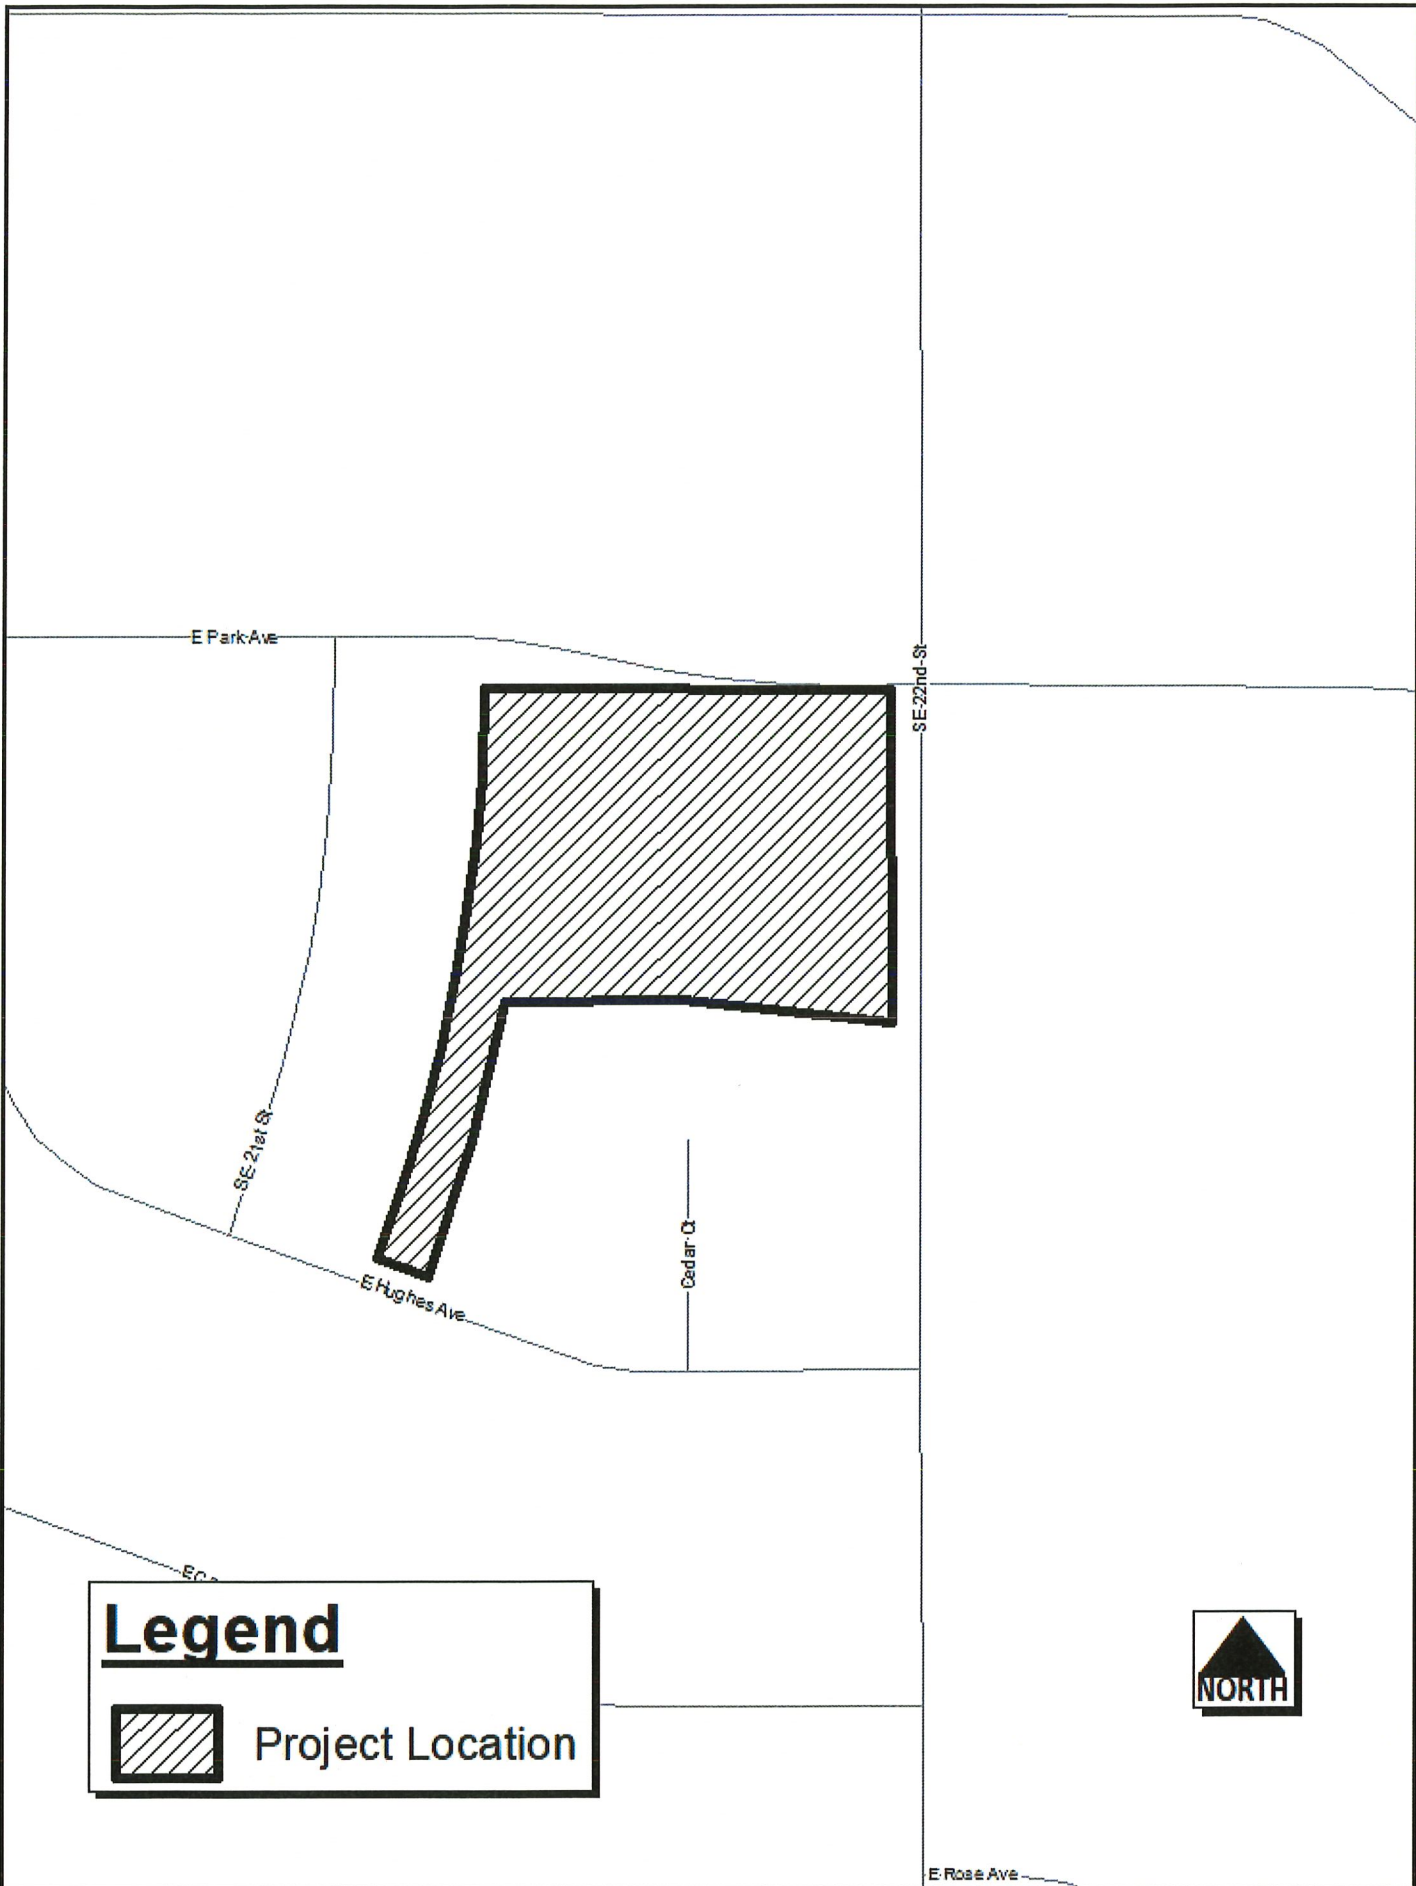 E Park Ave
SE 22nd St
SE 21st St
Cedar Ct
E Hughes Ave
Legend
Project Location
NORTH
E Rose Ave